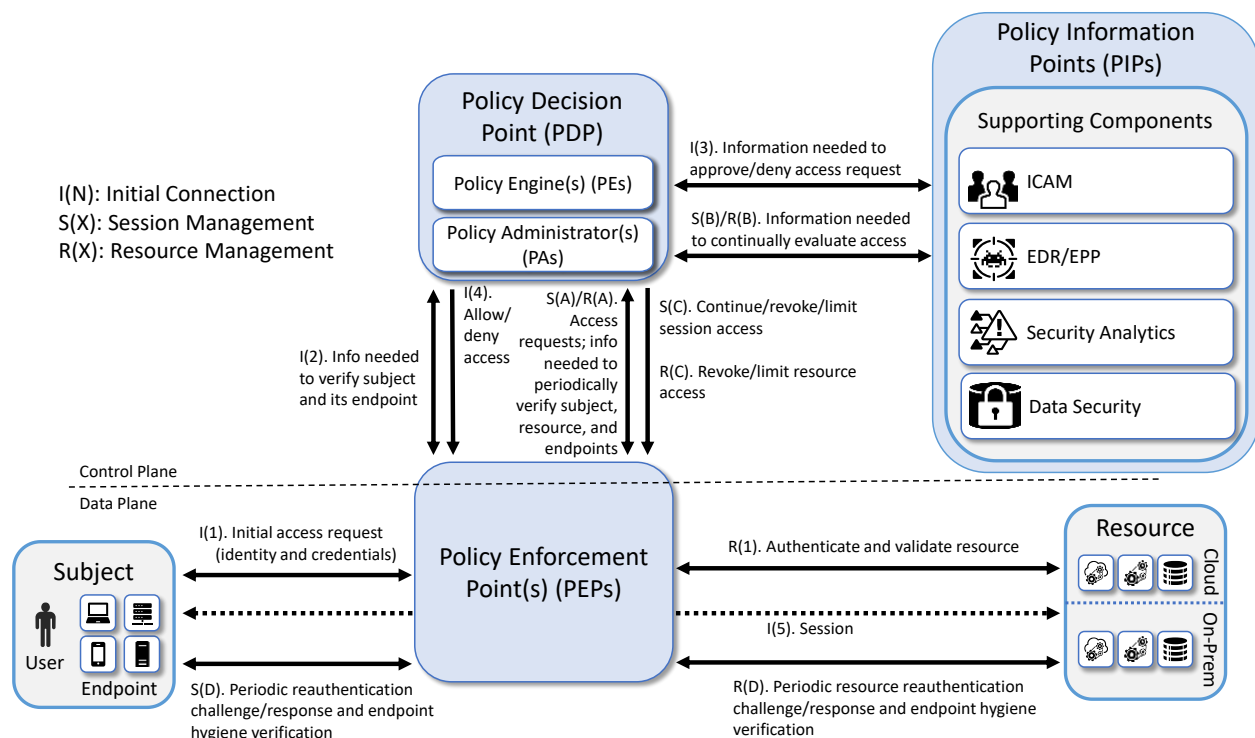 Policy Information
Points (PIPs)
Supporting Components
ICAM
EDR/EPP
Security Analytics
Data Security
Policy Decision
Point (PDP)
Policy Engine(s) (PEs)
Policy Administrator(s)
(PAs)
I(3). Information needed to
approve/deny access request
S(B)/R(B). Information needed
to continually evaluate access
I(N): Initial Connection
S(X): Session Management
R(X): Resource Management
I(2). Info needed
to verify subject
and its endpoint
I(4).
Allow/
deny
access
S(A)/R(A).
Access
requests; info
needed to
periodically
verify subject,
resource, and
endpoints
S(C). Continue/revoke/limit
session access
R(C). Revoke/limit resource
access
Control Plane
Data Plane
Subject
User
Endpoint
I(1). Initial access request
(identity and credentials)
S(D). Periodic reauthentication
challenge/response and endpoint
hygiene verification
Policy Enforcement
Point(s) (PEPs)
R(1). Authenticate and validate resource
I(5). Session
R(D). Periodic resource reauthentication
challenge/response and endpoint hygiene
verification
Resource
Cloud
On-Prem